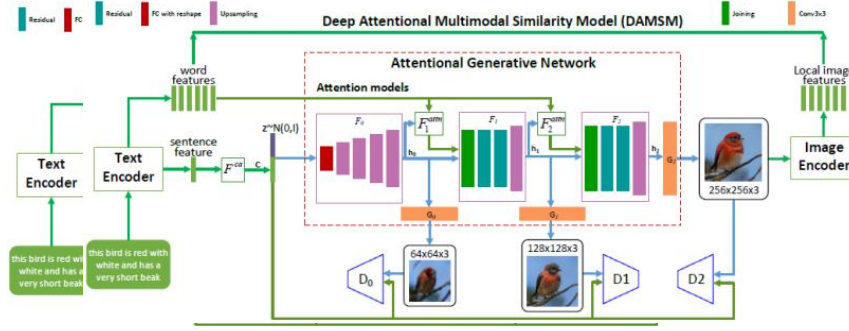 Residual
FC
Residual
FC with reshape
Upsampling
Deep Attentional Multimodal Similarity Model (DAMSM)
Joining
Conv3x3
word
features
Attentional Generative Network
Local image
features
Attention models
z~N(0,I)
F₀
F₁^attn
F₁
F₂^attn
F₂
sentence
feature
Text
Encoder
Text
Encoder
F^ca
c
h₀
h₁
h₂
G₂
Image
Encoder
256x256x3
G₀
G₁
this bird is red with
white and has a
very short beak
this bird is red with
white and has a
very short beak
64x64x3
128x128x3
D₀
D1
D2